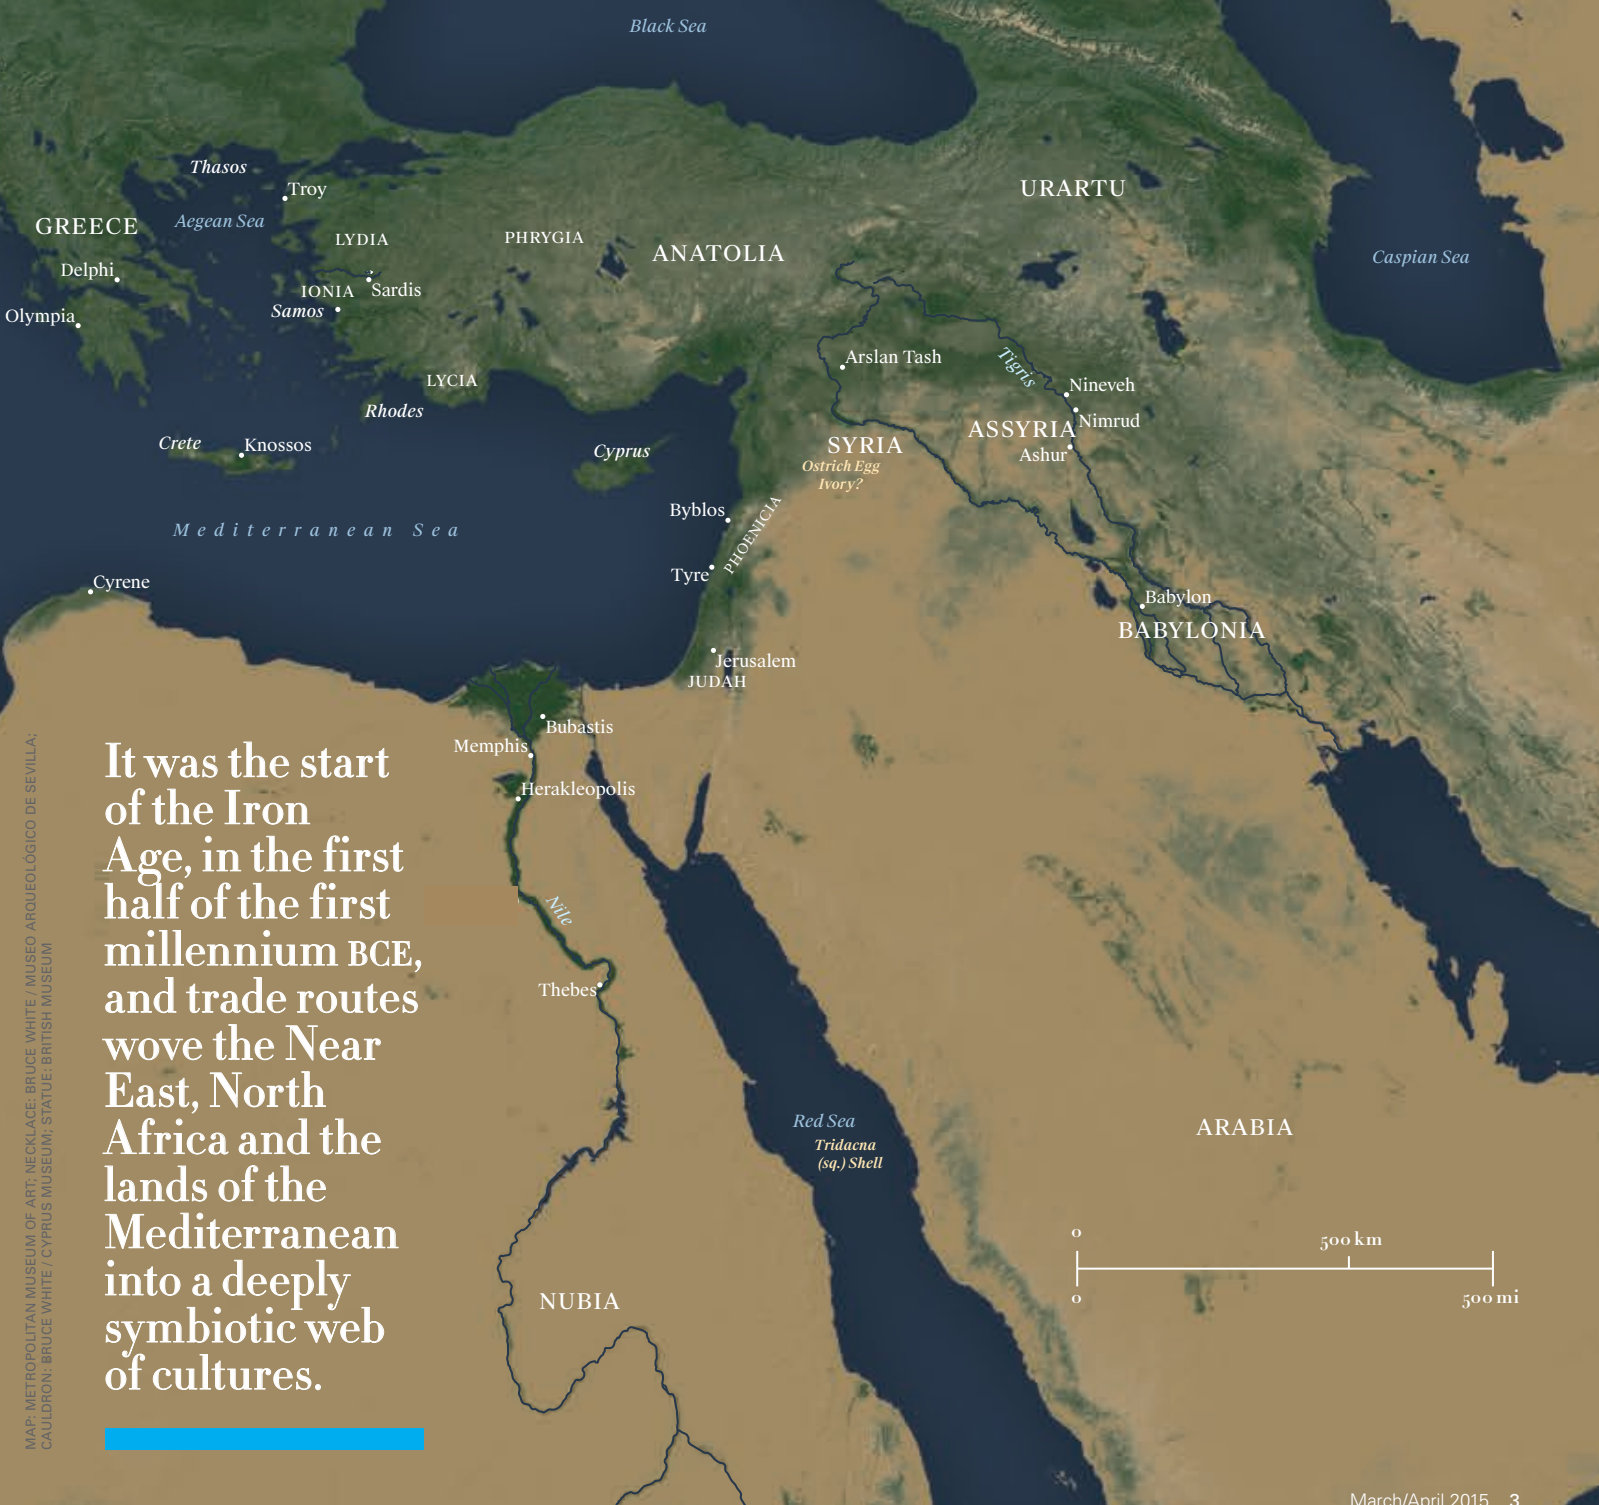 Black Sea
Thasos
Troy
URARTU
GREECE
Aegean Sea
LYDIA
PHRYGIA
ANATOLIA
Caspian Sea
Delphi
IONIA
Sardis
Samos
Olympia
Arslan Tash
Tigris
LYCIA
Nineveh
Rhodes
Nimrud
ASSYRIA
Crete
Knossos
Cyprus
SYRIA
Ashur
Ostrich Egg
Ivory?
Byblos
PHOENICIA
Mediterranean Sea
Tyre
Cyrene
Babylon
BABYLONIA
Jerusalem
JUDAH
Bubastis
Memphis
Herakleopolis
Nile
Thebes
Red Sea
Tridacna
(sq.) Shell
ARABIA
NUBIA
0
500 km
0
500 mi
It was the start
of the Iron
Age, in the first
half of the first
millennium BCE,
and trade routes
wove the Near
East, North
Africa and the
lands of the
Mediterranean
into a deeply
symbiotic web
of cultures.
MAP: METROPOLITAN MUSEUM OF ART; NECKLACE: BRUCE WHITE / MUSEO ARQUEOLÓGICO DE SEVILLA;
CAULDRON: BRUCE WHITE / CYPRUS MUSEUM; STATUE: BRITISH MUSEUM
March/April 2015 3